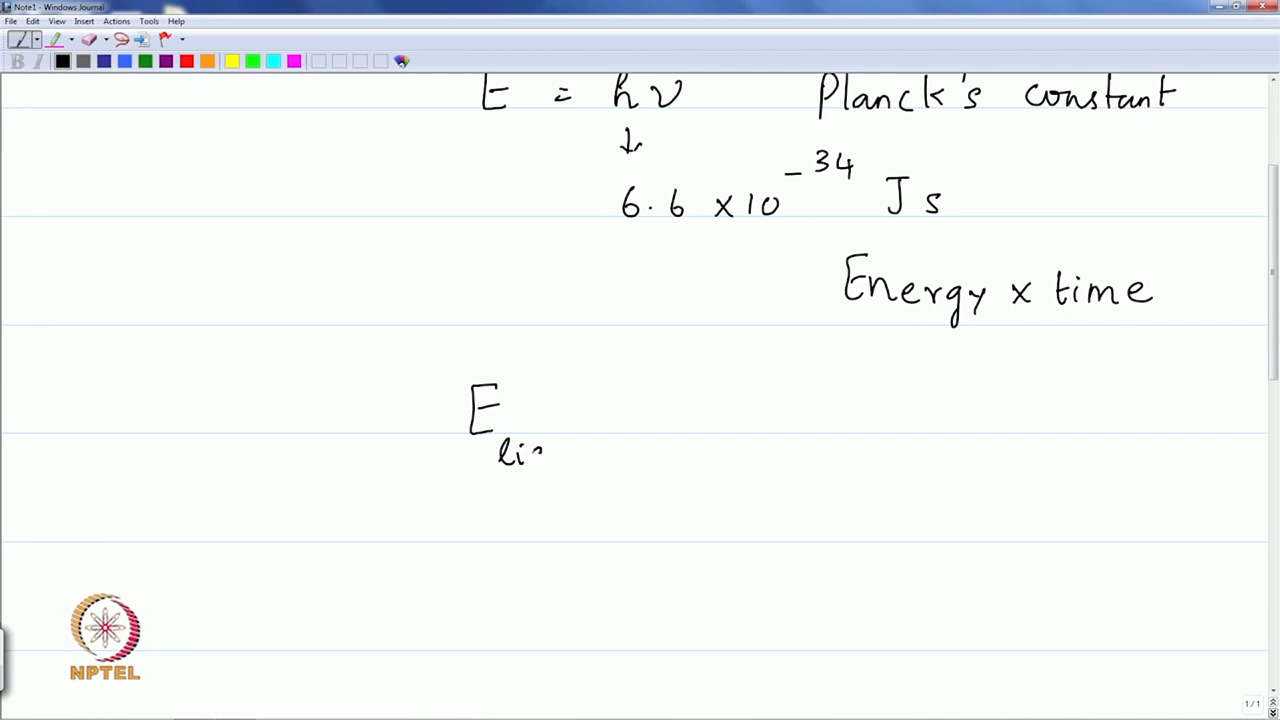 Note1 - Windows Journal
File Edit View Insert Actions Tools Help
B I
E = hν Planck's constant
↓
6.6 × 10⁻³⁴ J s
Energy × time
E
li
NPTEL
1/1